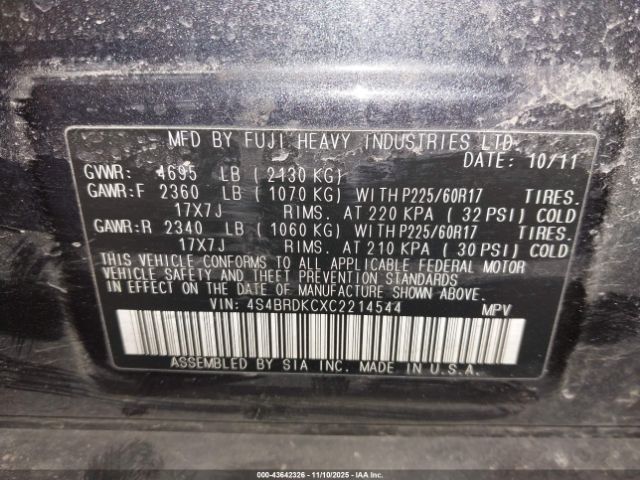 MFD BY FUJI HEAVY INDUSTRIES LTD.
DATE: 10/11
GVWR: 4695 LB ( 2130 KG)
GAWR:F 2360 LB ( 1070 KG) WITH P225/60R17 TIRES.
17X7J RIMS. AT 220 KPA ( 32 PSI) COLD
GAWR:R 2340 LB ( 1060 KG) WITH P225/60R17 TIRES.
17X7J RIMS. AT 210 KPA ( 30 PSI) COLD
THIS VEHICLE CONFORMS TO ALL APPLICABLE FEDERAL MOTOR
VEHICLE SAFETY AND THEFT PREVENTION STANDARDS
IN EFFECT ON THE DATE OF MANUFACTURE SHOWN ABOVE.
VIN: 4S4BRDKCXC2214544 MPV
ASSEMBLED BY SIA INC. MADE IN U.S.A.
000-43642326 - 11/10/2025 - IAAI.COM/CA